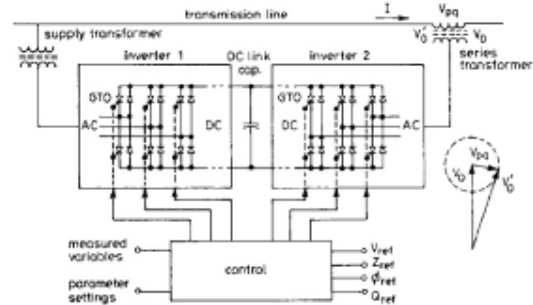 transmission line
I
Vpq
supply transformer
V0' V0
series
transformer
inverter 1
DC link
cap.
inverter 2
GTO
GTO
AC
DC
DC
AC
Vpq
V0
V0'
measured
variables
control
Vref
Zref
ϕref
Qref
parameter
settings